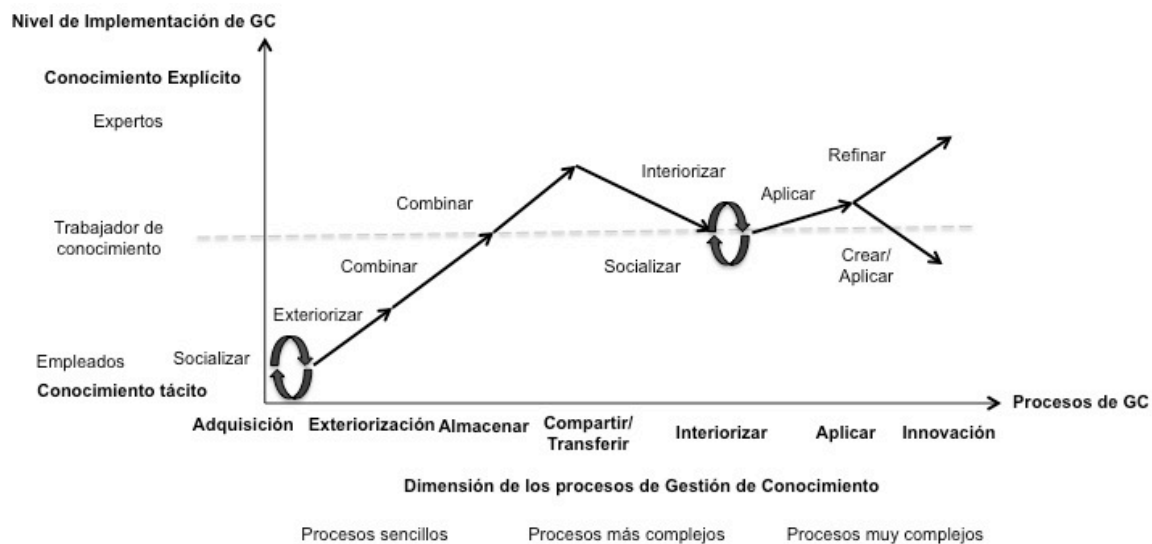 Nivel de Implementación de GC
Conocimiento Explícito
Expertos
Refinar
Interiorizar
Aplicar
Combinar
Trabajador de
conocimiento
Crear/
Aplicar
Combinar
Socializar
Exteriorizar
Empleados
Socializar
Conocimiento tácito
Procesos de GC
Adquisición
Exteriorización
Almacenar
Compartir/
Transferir
Interiorizar
Aplicar
Innovación
Dimensión de los procesos de Gestión de Conocimiento
Procesos sencillos
Procesos más complejos
Procesos muy complejos